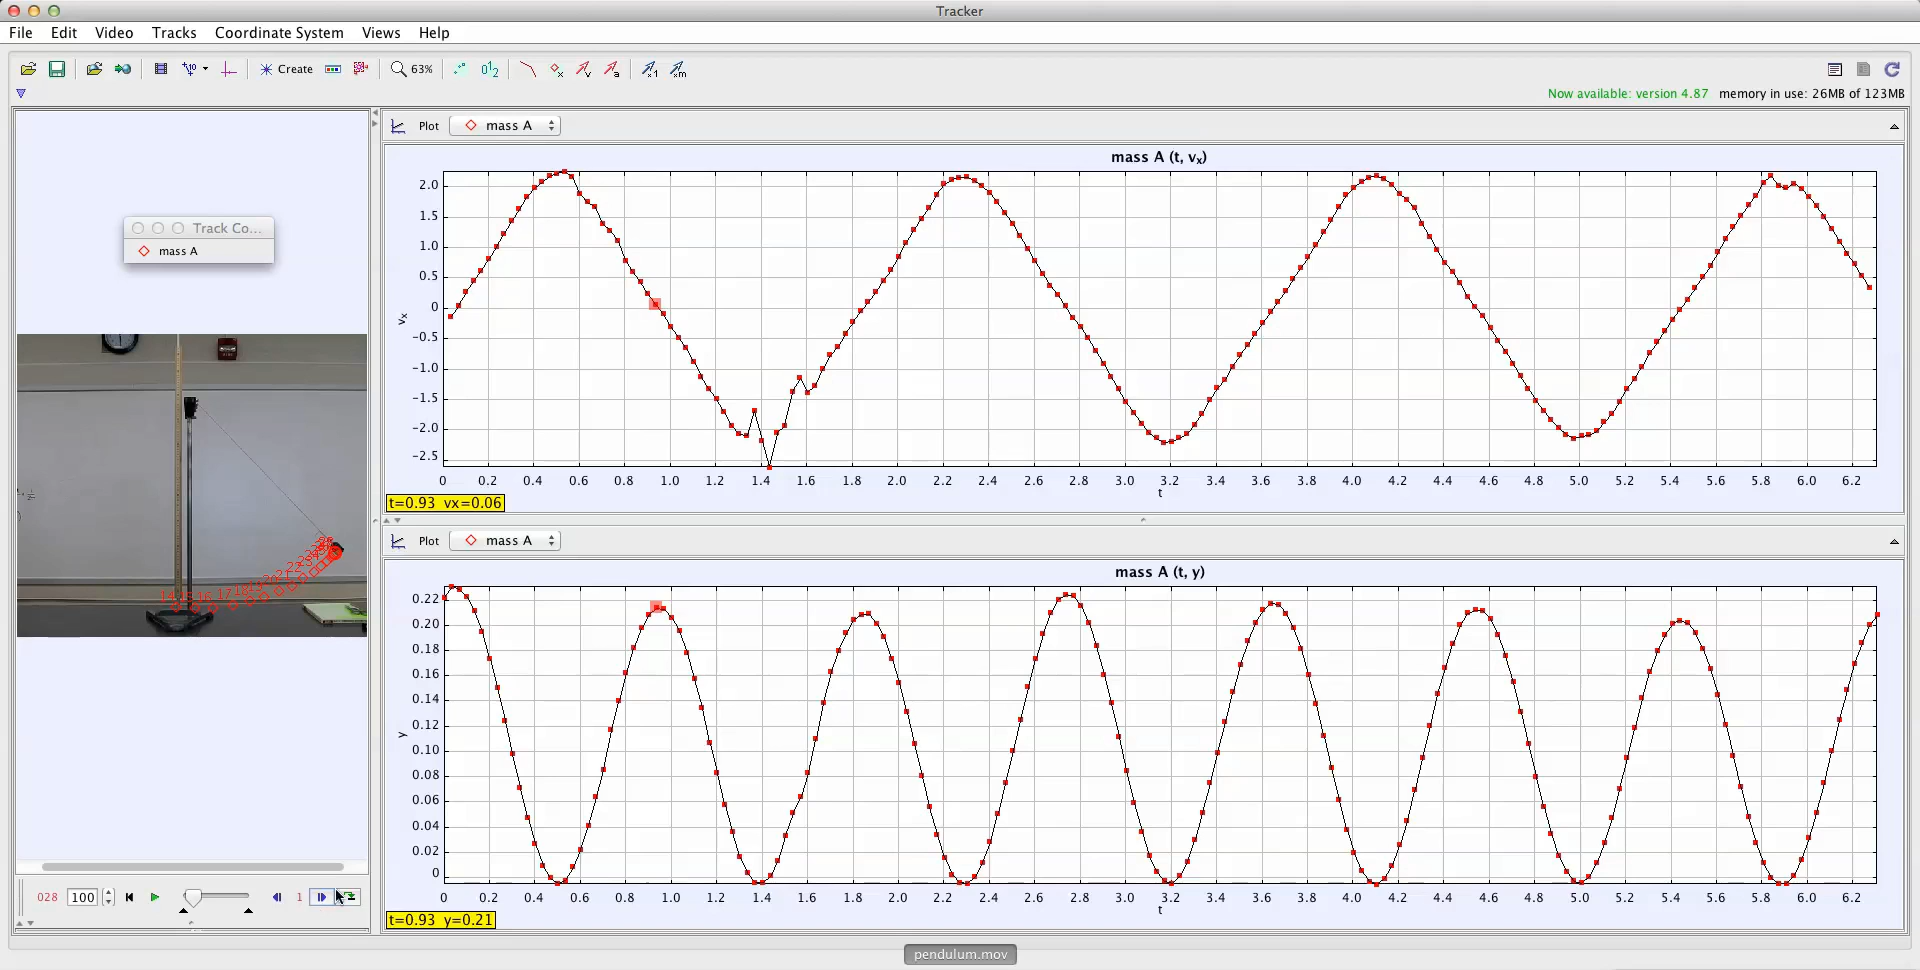 Tracker
File Edit Video Tracks Coordinate System Views Help
Create 63%
Now available: version 4.87 memory in use: 26MB of 123MB
Track Co...
mass A
Plot mass A
mass A (t, vx)
2.0
1.5
1.0
0.5
0
-0.5
-1.0
-1.5
-2.0
-2.5
vx
0 0.2 0.4 0.6 0.8 1.0 1.2 1.4 1.6 1.8 2.0 2.2 2.4 2.6 2.8 3.0 3.2 3.4 3.6 3.8 4.0 4.2 4.4 4.6 4.8 5.0 5.2 5.4 5.6 5.8 6.0 6.2
t
t=0.93 vx=0.06
Plot mass A
mass A (t, y)
0.22
0.20
0.18
0.16
0.14
0.12
0.10
0.08
0.06
0.04
0.02
0
y
0 0.2 0.4 0.6 0.8 1.0 1.2 1.4 1.6 1.8 2.0 2.2 2.4 2.6 2.8 3.0 3.2 3.4 3.6 3.8 4.0 4.2 4.4 4.6 4.8 5.0 5.2 5.4 5.6 5.8 6.0 6.2
t
t=0.93 y=0.21
028 100 1
pendulum.mov